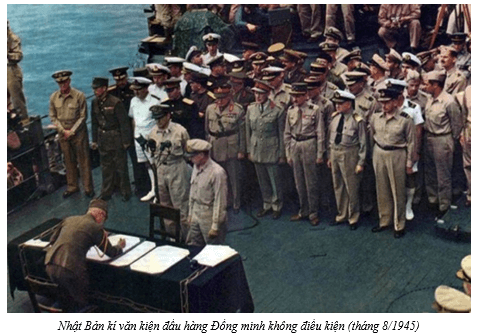 Nhật Bản kí văn kiện đầu hàng Đồng minh không điều kiện (tháng 8/1945)